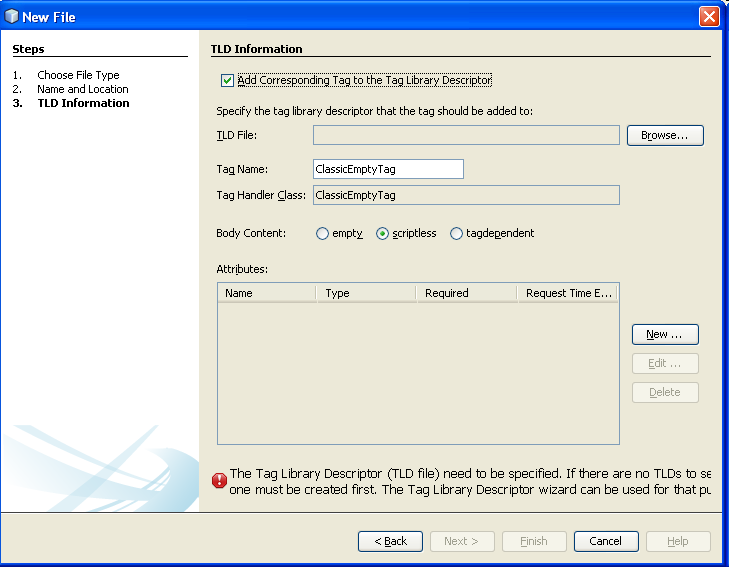 New File
Steps
1. Choose File Type
2. Name and Location
3. TLD Information
TLD Information
Add Corresponding Tag to the Tag Library Descriptor
Specify the tag library descriptor that the tag should be added to:
TLD File:
Browse...
Tag Name: ClassicEmptyTag
Tag Handler Class: ClassicEmptyTag
Body Content: empty scriptless tagdependent
Attributes:
Name Type Required Request Time E...
New ...
Edit ...
Delete
The Tag Library Descriptor (TLD file) need to be specified. If there are no TLDs to se
one must be created first. The Tag Library Descriptor wizard can be used for that pu
< Back Next > Finish Cancel Help